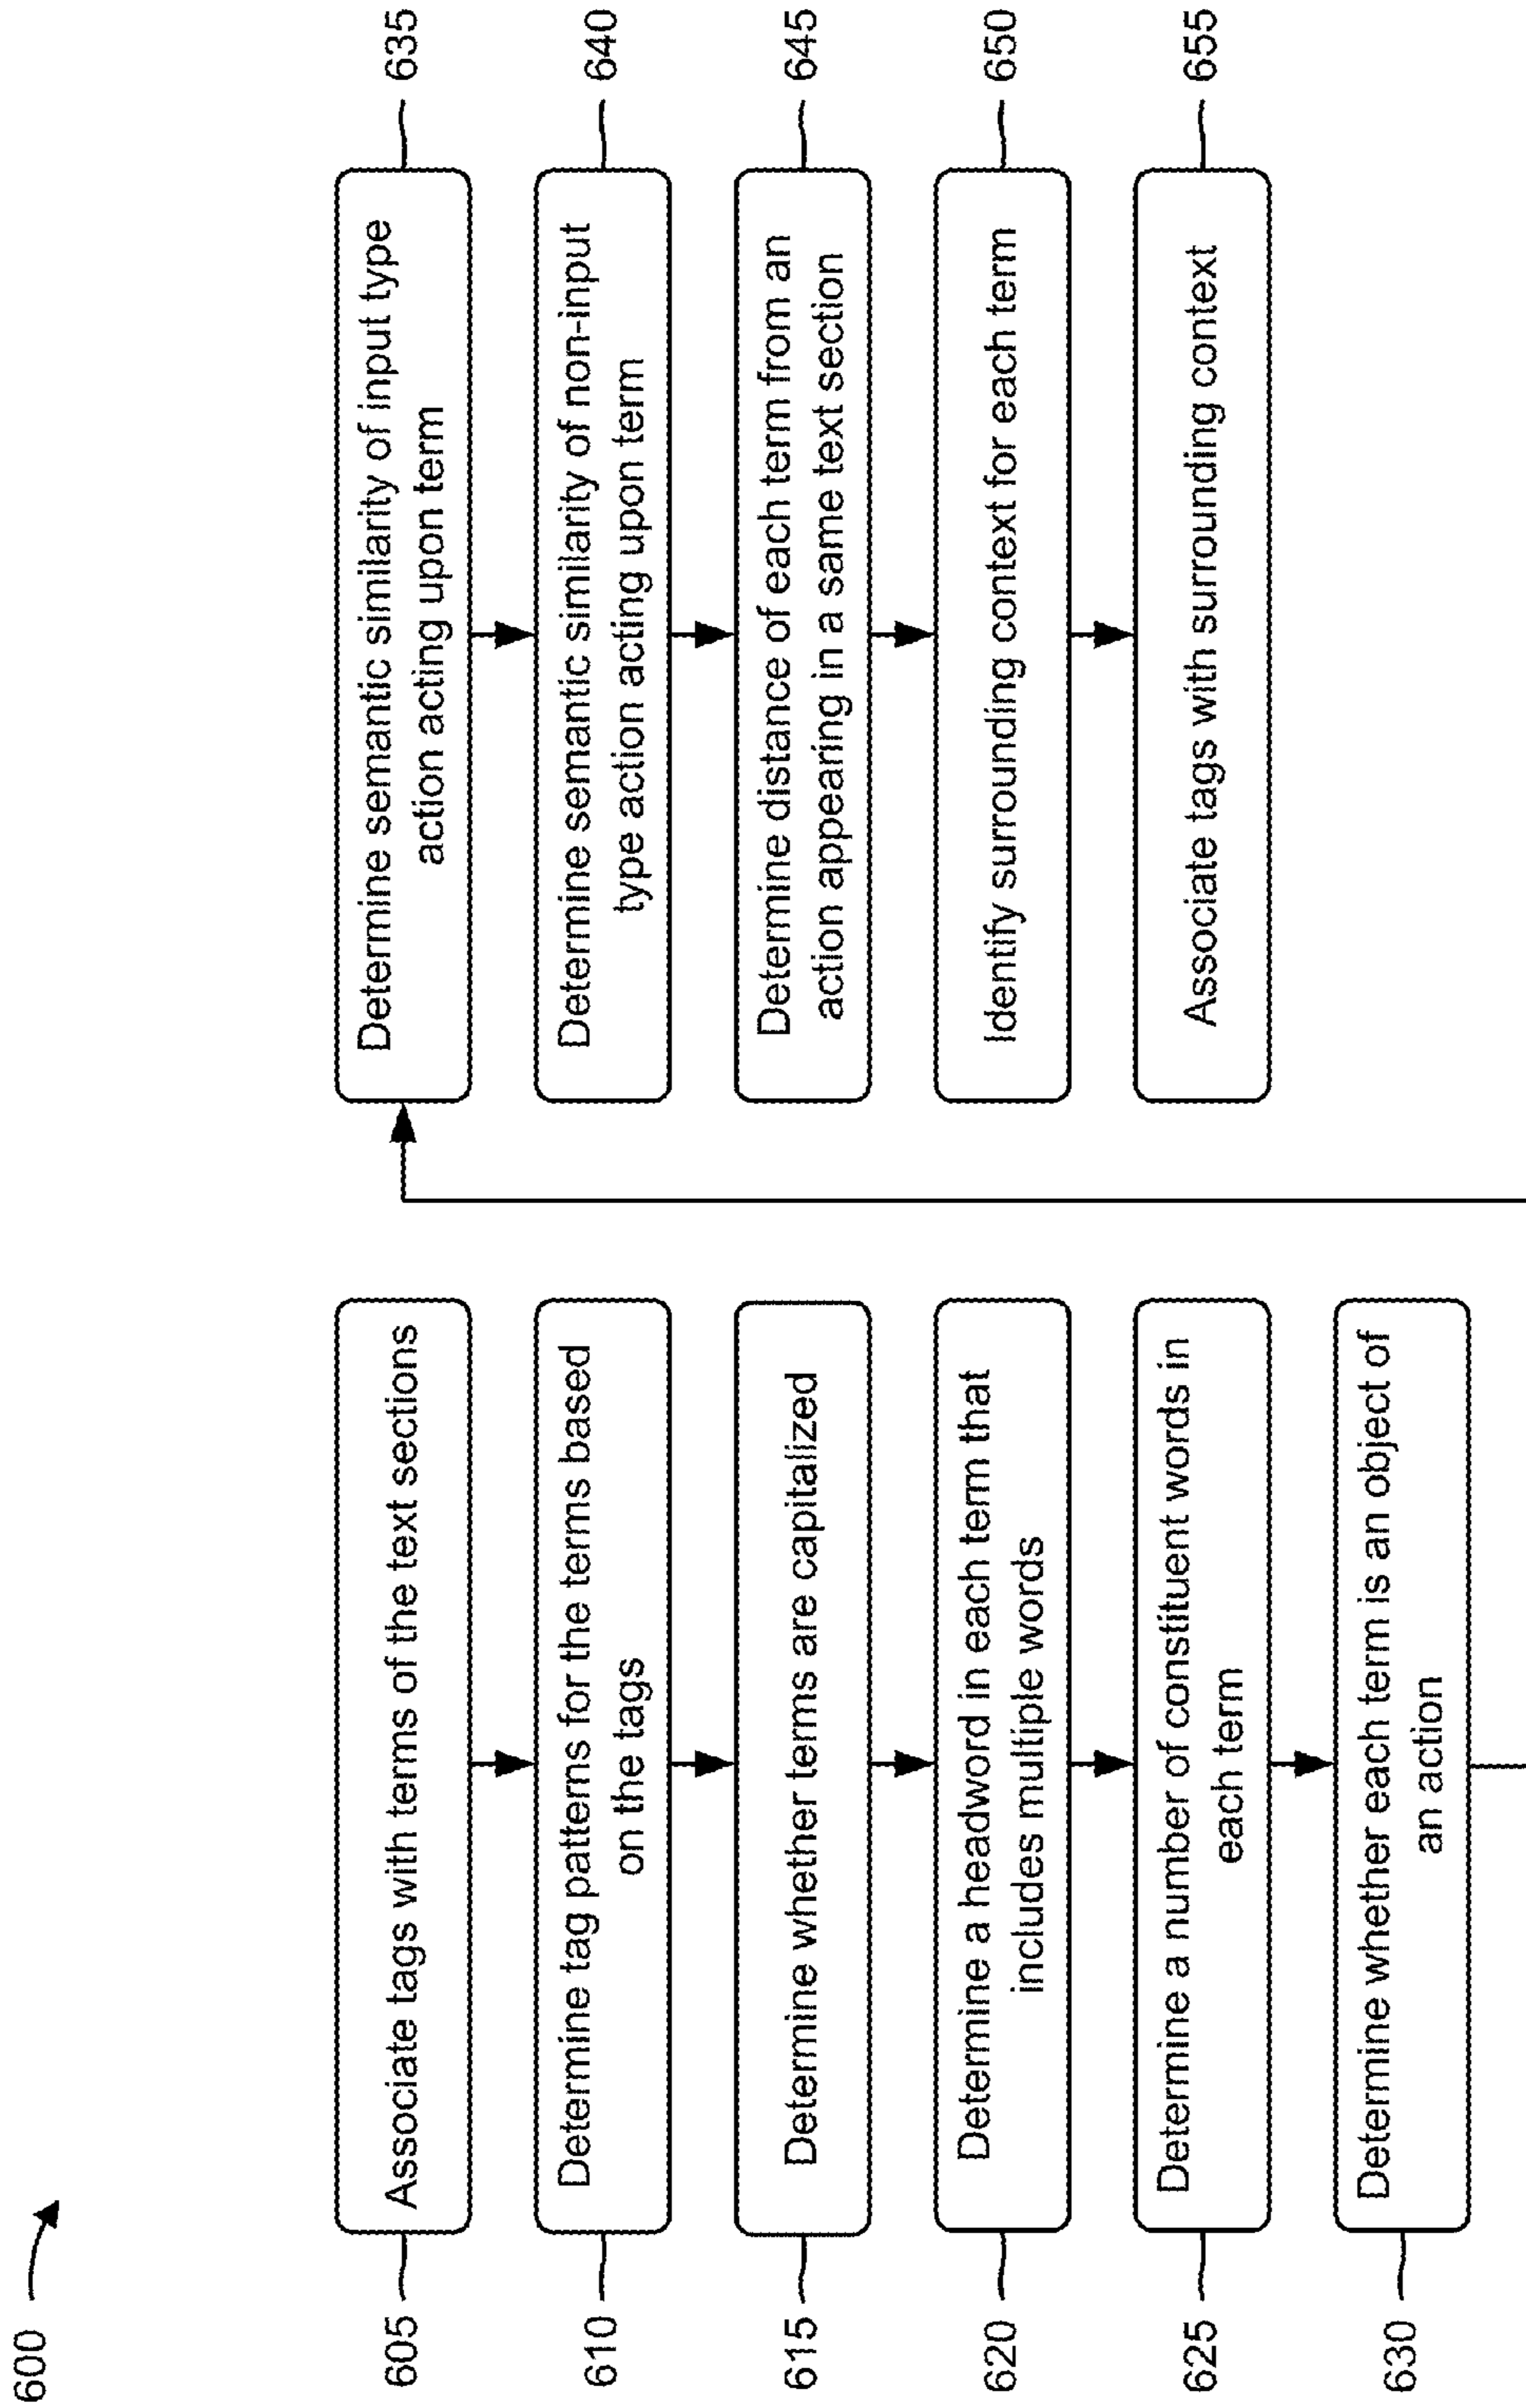 600
605
Associate tags with terms of the text sections
610
Determine tag patterns for the terms based
on the tags
615
Determine whether terms are capitalized
620
Determine a headword in each term that
includes multiple words
625
Determine a number of constituent words in
each term
630
Determine whether each term is an object of
an action
Determine semantic similarity of input type
action acting upon term
635
Determine semantic similarity of non-input
type action acting upon term
640
Determine distance of each term from an
action appearing in a same text section
645
Identify surrounding context for each term
650
Associate tags with surrounding context
655